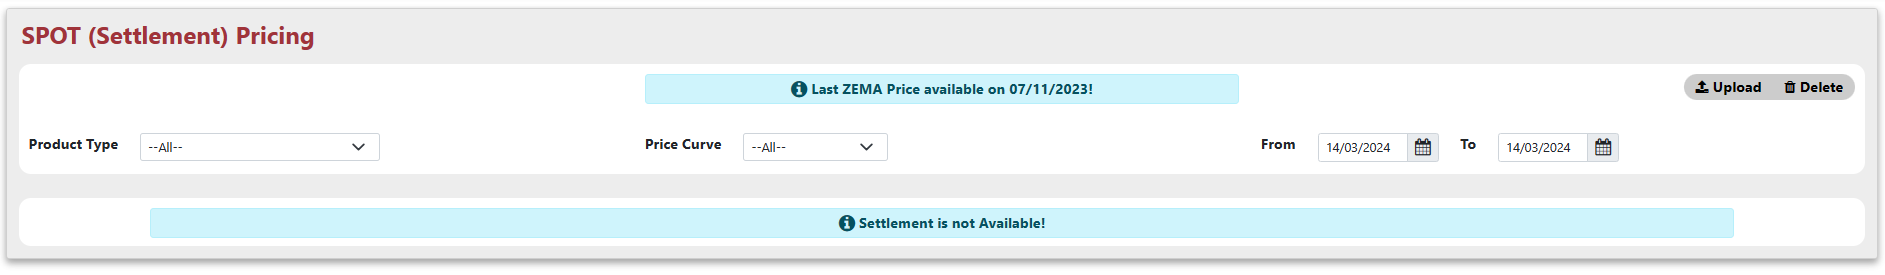 SPOT (Settlement) Pricing
Last ZEMA Price available on 07/11/2023!
Upload Delete
Product Type --All-- Price Curve --All-- From 14/03/2024 To 14/03/2024
Settlement is not Available!